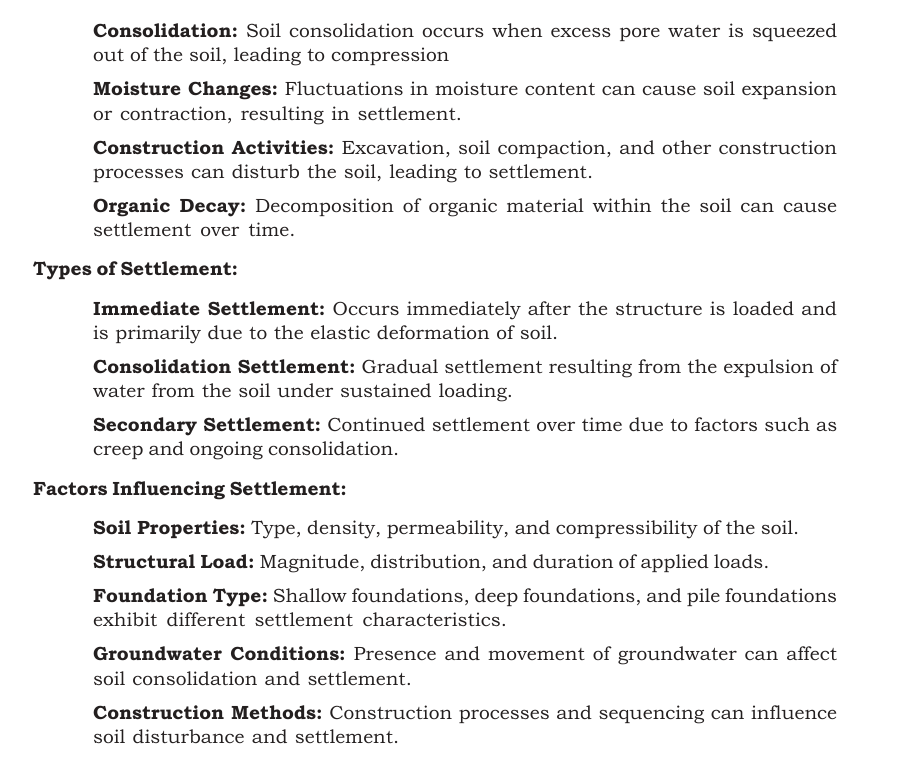 Consolidation: Soil consolidation occurs when excess pore water is squeezed
out of the soil, leading to compression
Moisture Changes: Fluctuations in moisture content can cause soil expansion
or contraction, resulting in settlement.
Construction Activities: Excavation, soil compaction, and other construction
processes can disturb the soil, leading to settlement.
Organic Decay: Decomposition of organic material within the soil can cause
settlement over time.
Types of Settlement:
Immediate Settlement: Occurs immediately after the structure is loaded and
is primarily due to the elastic deformation of soil.
Consolidation Settlement: Gradual settlement resulting from the expulsion of
water from the soil under sustained loading.
Secondary Settlement: Continued settlement over time due to factors such as
creep and ongoing consolidation.
Factors Influencing Settlement:
Soil Properties: Type, density, permeability, and compressibility of the soil.
Structural Load: Magnitude, distribution, and duration of applied loads.
Foundation Type: Shallow foundations, deep foundations, and pile foundations
exhibit different settlement characteristics.
Groundwater Conditions: Presence and movement of groundwater can affect
soil consolidation and settlement.
Construction Methods: Construction processes and sequencing can influence
soil disturbance and settlement.